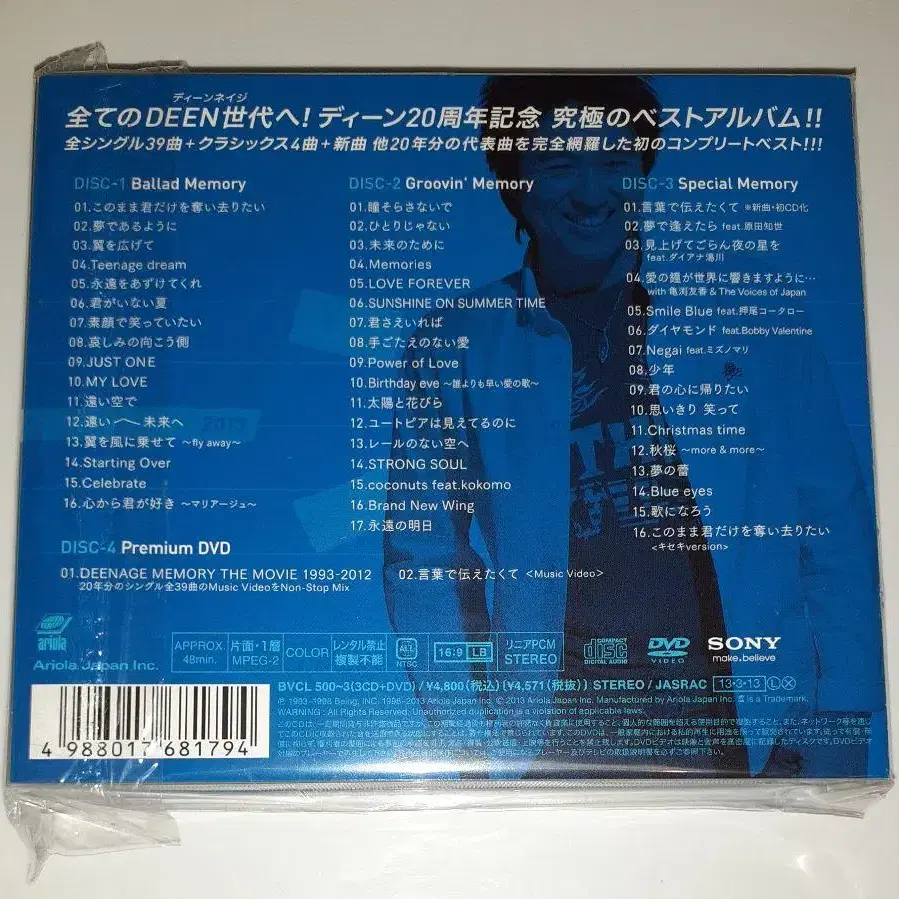 ディーンネイジ
全てのDEEN世代へ!ディーン20周年記念 究極のベストアルバム!!
全シングル39曲+クラシックス4曲+新曲 他20年分の代表曲を完全網羅した初のコンプリートベスト!!!
DISC-1 Ballad Memory
01.このまま君だけを奪い去りたい
02.夢であるように
03.翼を広げて
04.Teenage dream
05.永遠をあずけてくれ
06.君がいない夏
07.素顔で笑っていたい
08.哀しみの向こう側
09.JUST ONE
10.MY LOVE
11.遠い空で
12.遠い 〜 未来へ
13.翼を風に乗せて 〜fly away〜
14.Starting Over
15.Celebrate
16.心から君が好き 〜マリアージュ〜
DISC-2 Groovin' Memory
01.瞳そらさないで
02.ひとりじゃない
03.未来のために
04.Memories
05.LOVE FOREVER
06.SUNSHINE ON SUMMER TIME
07.君さえいれば
08.手ごたえのない愛
09.Power of Love
10.Birthday eve 〜誰よりも早い愛の歌〜
11.太陽と花びら
12.ユートピアは見えてるのに
13.レールのない空へ
14.STRONG SOUL
15.coconuts feat.kokomo
16.Brand New Wing
17.永遠の明日
DISC-3 Special Memory
01.言葉で伝えたくて ※新曲・初CD化
02.夢で逢えたら feat.原田知世
03.見上げてごらん夜の星を
feat.ダイアナ湯川
04.愛の鐘が世界に響きますように…
with 亀渕友香 & The Voices of Japan
05.Smile Blue feat.押尾コータロー
06.ダイヤモンド feat.Bobby Valentine
07.Negai feat.ミズノマリ
08.少年
09.君の心に帰りたい
10.思いきり 笑って
11.Christmas time
12.秋桜 〜more & more〜
13.夢の蕾
14.Blue eyes
15.歌になろう
16.このまま君だけを奪い去りたい
<キセキversion>
DISC-4 Premium DVD
01.DEENAGE MEMORY THE MOVIE 1993-2012
20年分のシングル全39曲のMusic VideoをNon-Stop Mix
02.言葉で伝えたくて <Music Video>
ariola
Ariola Japan Inc.
APPROX. 48min.
片面・1層 MPEG-2
COLOR
レンタル禁止 複製不能
ALL NTSC
16:9 LB
リニアPCM STEREO
COMPACT disc DIGITAL AUDIO
DVD VIDEO
SONY
make.believe
BVCL 500~3(3CD+DVD) / ¥4,800(税込)(¥4,571(税抜)) STEREO / JASRAC 13・3・13 L X
4 988017 681794